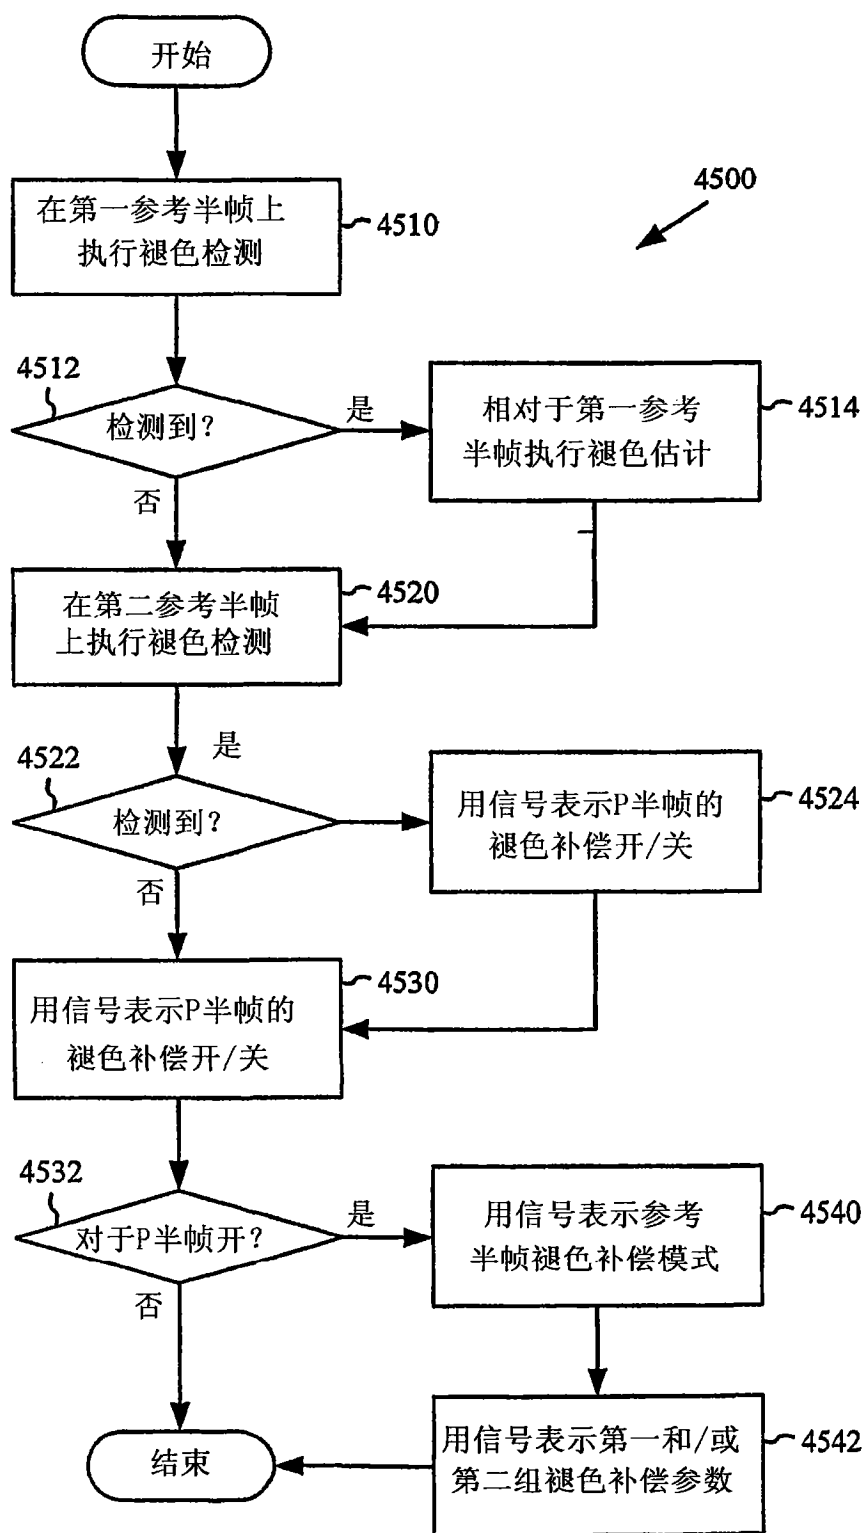 开始
4500
在第一参考半帧上
执行褪色检测
4510
4512
检测到？
是
否
相对于第一参考
半帧执行褪色估计
4514
在第二参考半帧
上执行褪色检测
4520
4522
是
检测到？
否
用信号表示P半帧的
褪色补偿开/关
4524
用信号表示P半帧的
褪色补偿开/关
4530
4532
对于P半帧开？
是
否
用信号表示参考
半帧褪色补偿模式
4540
用信号表示第一和/或
第二组褪色补偿参数
4542
结束